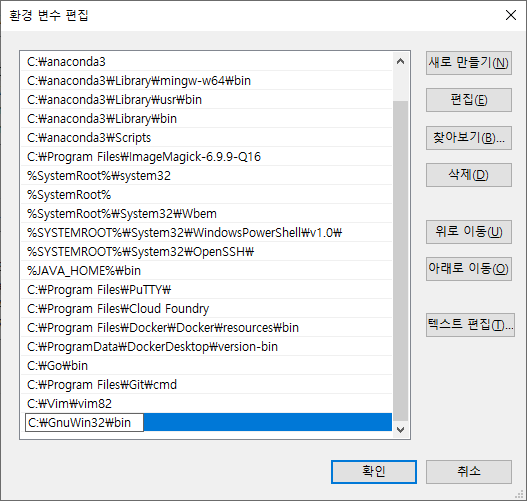 환경 변수 편집
C:₩anaconda3
C:₩anaconda3₩Library₩mingw-w64₩bin
C:₩anaconda3₩Library₩usr₩bin
C:₩anaconda3₩Library₩bin
C:₩anaconda3₩Scripts
C:₩Program Files₩ImageMagick-6.9.9-Q16
%SystemRoot%₩system32
%SystemRoot%
%SystemRoot%₩System32₩Wbem
%SYSTEMROOT%₩System32₩WindowsPowerShell₩v1.0₩
%SYSTEMROOT%₩System32₩OpenSSH₩
%JAVA_HOME%₩bin
C:₩Program Files₩PuTTY₩
C:₩Program Files₩Cloud Foundry
C:₩Program Files₩Docker₩Docker₩resources₩bin
C:₩ProgramData₩DockerDesktop₩version-bin
C:₩Go₩bin
C:₩Program Files₩Git₩cmd
C:₩Vim₩vim82
C:₩GnuWin32₩bin
새로 만들기(N)
편집(E)
찾아보기(B)...
삭제(D)
위로 이동(U)
아래로 이동(O)
텍스트 편집(T)...
확인
취소